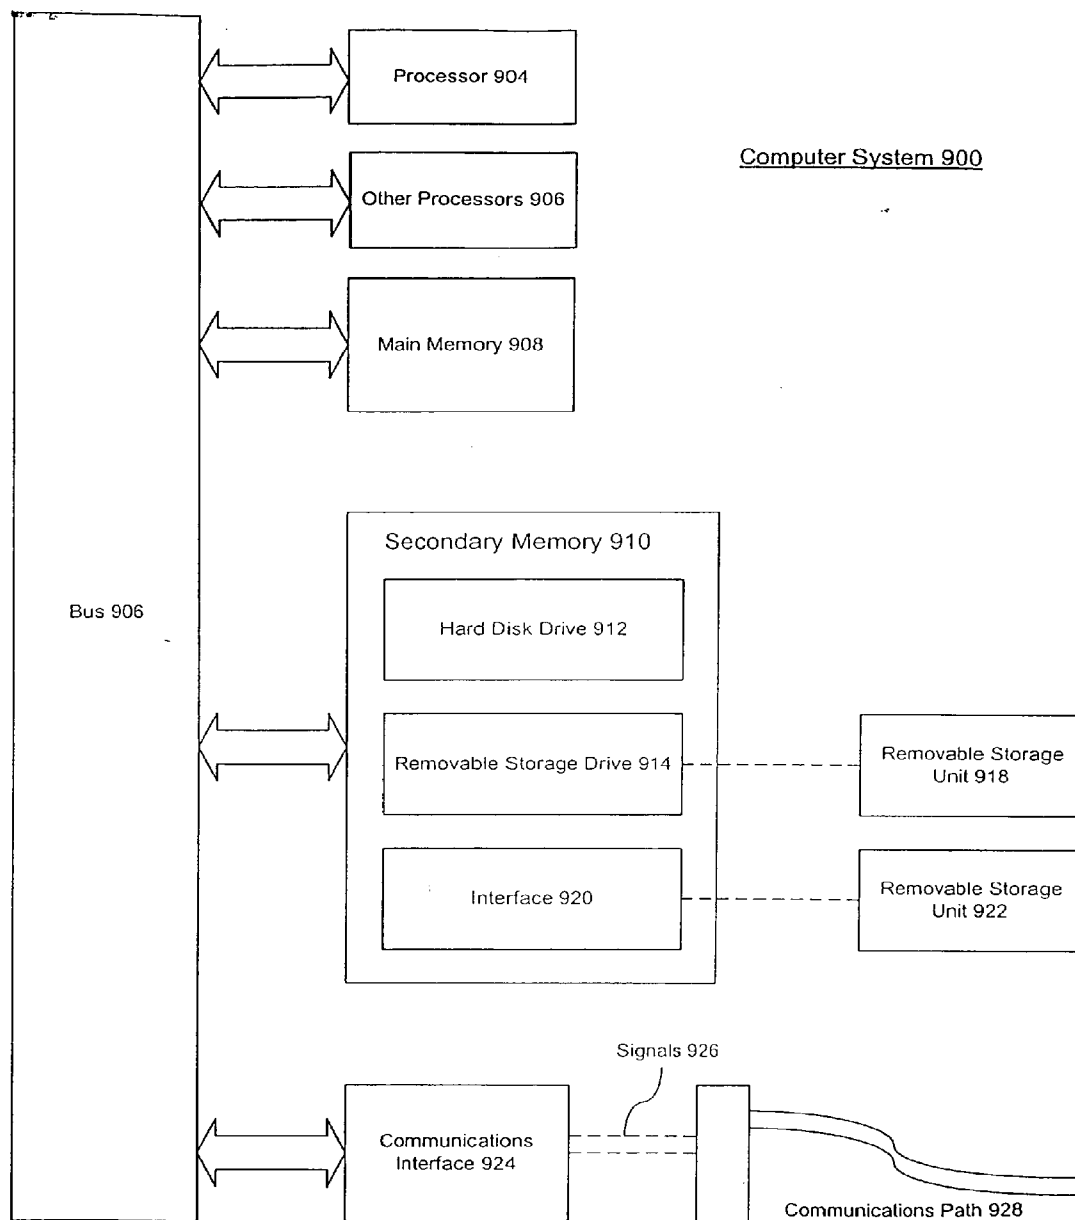 Processor 904
Computer System 900
Other Processors 906
Main Memory 908
Secondary Memory 910
Bus 906
Hard Disk Drive 912
Removable Storage Drive 914
Removable Storage
Unit 918
Interface 920
Removable Storage
Unit 922
Signals 926
Communications
Interface 924
Communications Path 928